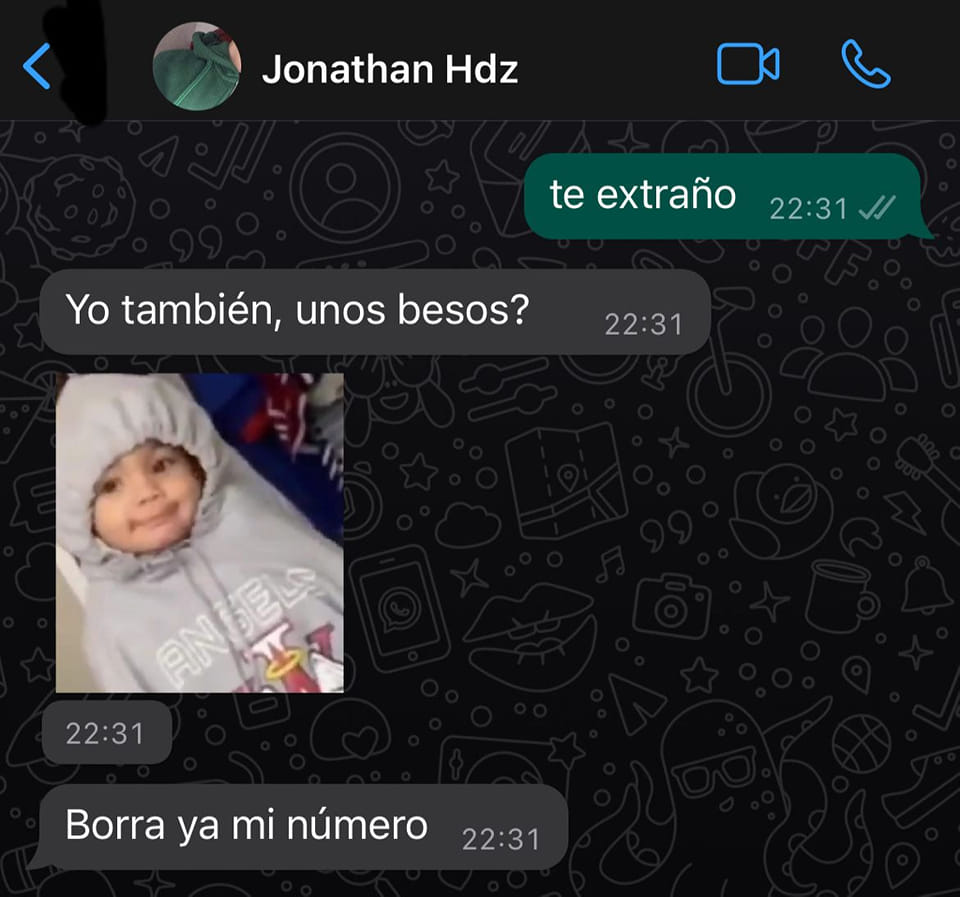 Jonathan Hdz
te extraño 22:31
Yo también, unos besos? 22:31
ANGELS
22:31
Borra ya mi número 22:31